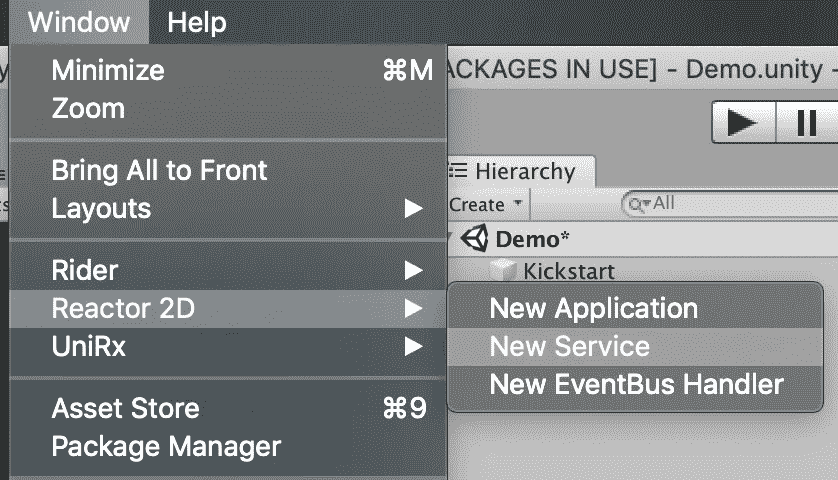 Window Help
Minimize ⌘M
Zoom
Bring All to Front
Layouts
Rider
Reactor 2D
UniRx
Asset Store ⌘9
Package Manager
ACKAGES IN USE] - Demo.unity -
Hierarchy
Create All
Demo*
Kickstart
New Application
New Service
New EventBus Handler